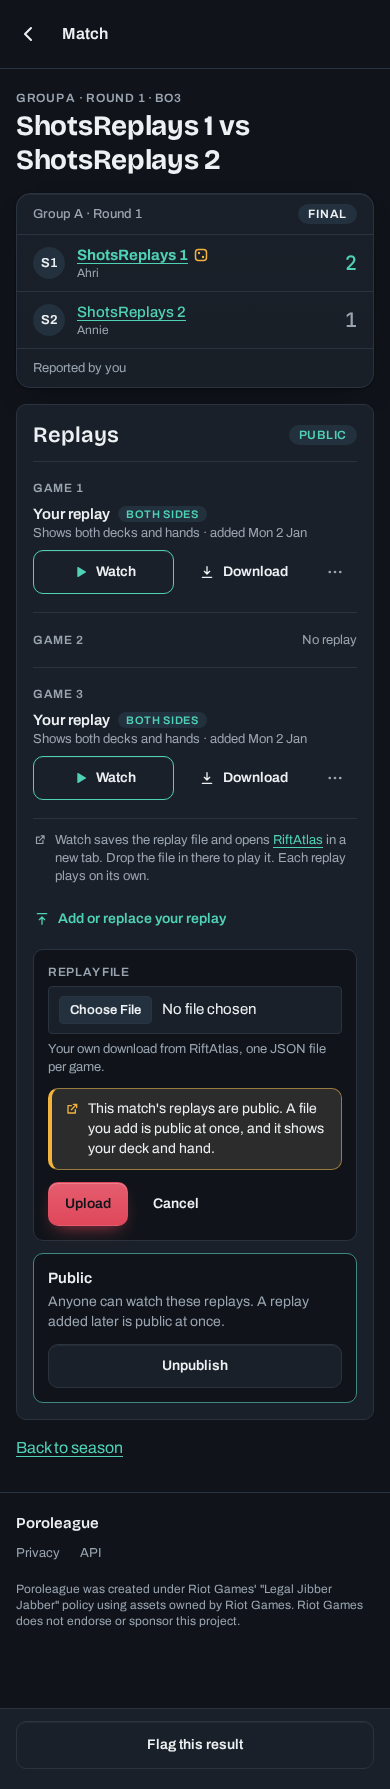 Match
GROUP A · ROUND 1 · BO3
ShotsReplays 1 vs
ShotsReplays 2
Group A · Round 1
FINAL
S1
ShotsReplays 1
2
Ahri
S2
ShotsReplays 2
1
Annie
Reported by you
Replays
PUBLIC
GAME 1
Your replay
BOTH SIDES
Shows both decks and hands · added Mon 2 Jan
Watch
Download
GAME 2
No replay
GAME 3
Your replay
BOTH SIDES
Shows both decks and hands · added Mon 2 Jan
Watch
Download
Watch saves the replay file and opens RiftAtlas in a
new tab. Drop the file in there to play it. Each replay
plays on its own.
Add or replace your replay
REPLAY FILE
Choose File
No file chosen
Your own download from RiftAtlas, one JSON file
per game.
This match's replays are public. A file
you add is public at once, and it shows
your deck and hand.
Upload
Cancel
Public
Anyone can watch these replays. A replay
added later is public at once.
Unpublish
Back to season
Poroleague
Privacy
API
Poroleague was created under Riot Games' "Legal Jibber
Jabber" policy using assets owned by Riot Games. Riot Games
does not endorse or sponsor this project.
Flag this result